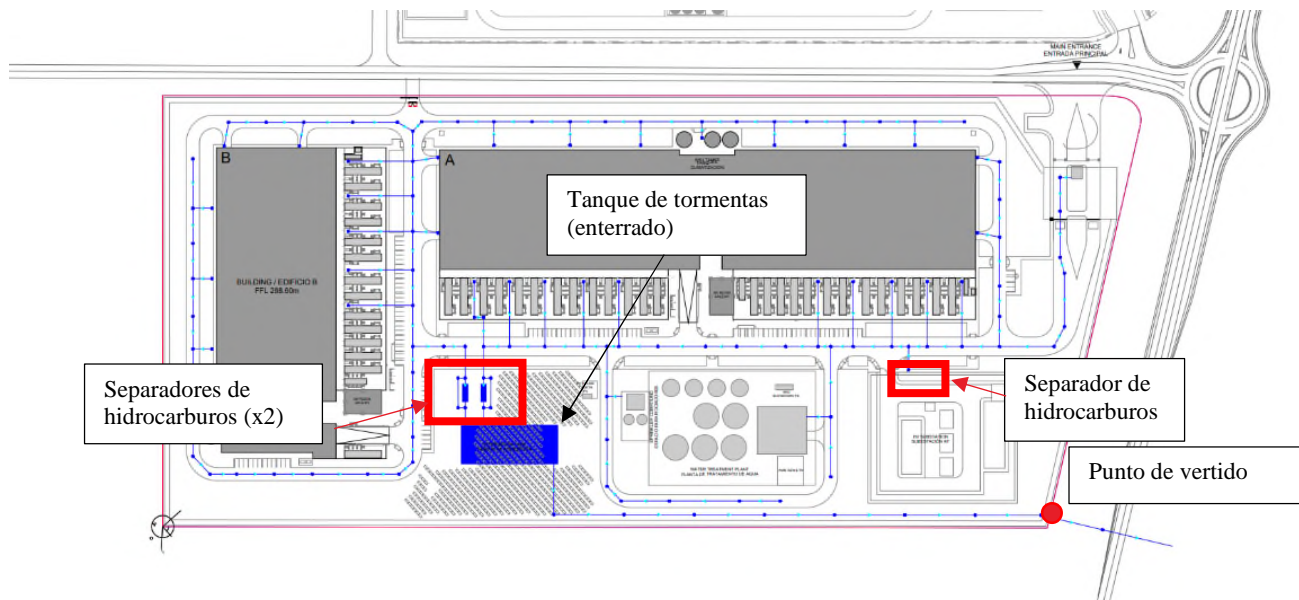 MAIN ENTRANCE
ENTRADA PRINCIPAL
B
A
Tanque de tormentas
(enterrado)
BUILDING / EDIFICIO B
FFL 288.60m
Separadores de
hidrocarburos (x2)
Separador de
hidrocarburos
WATER TREATMENT PLANT
PLANTA DE TRATAMIENTO DE AGUA
Punto de vertido